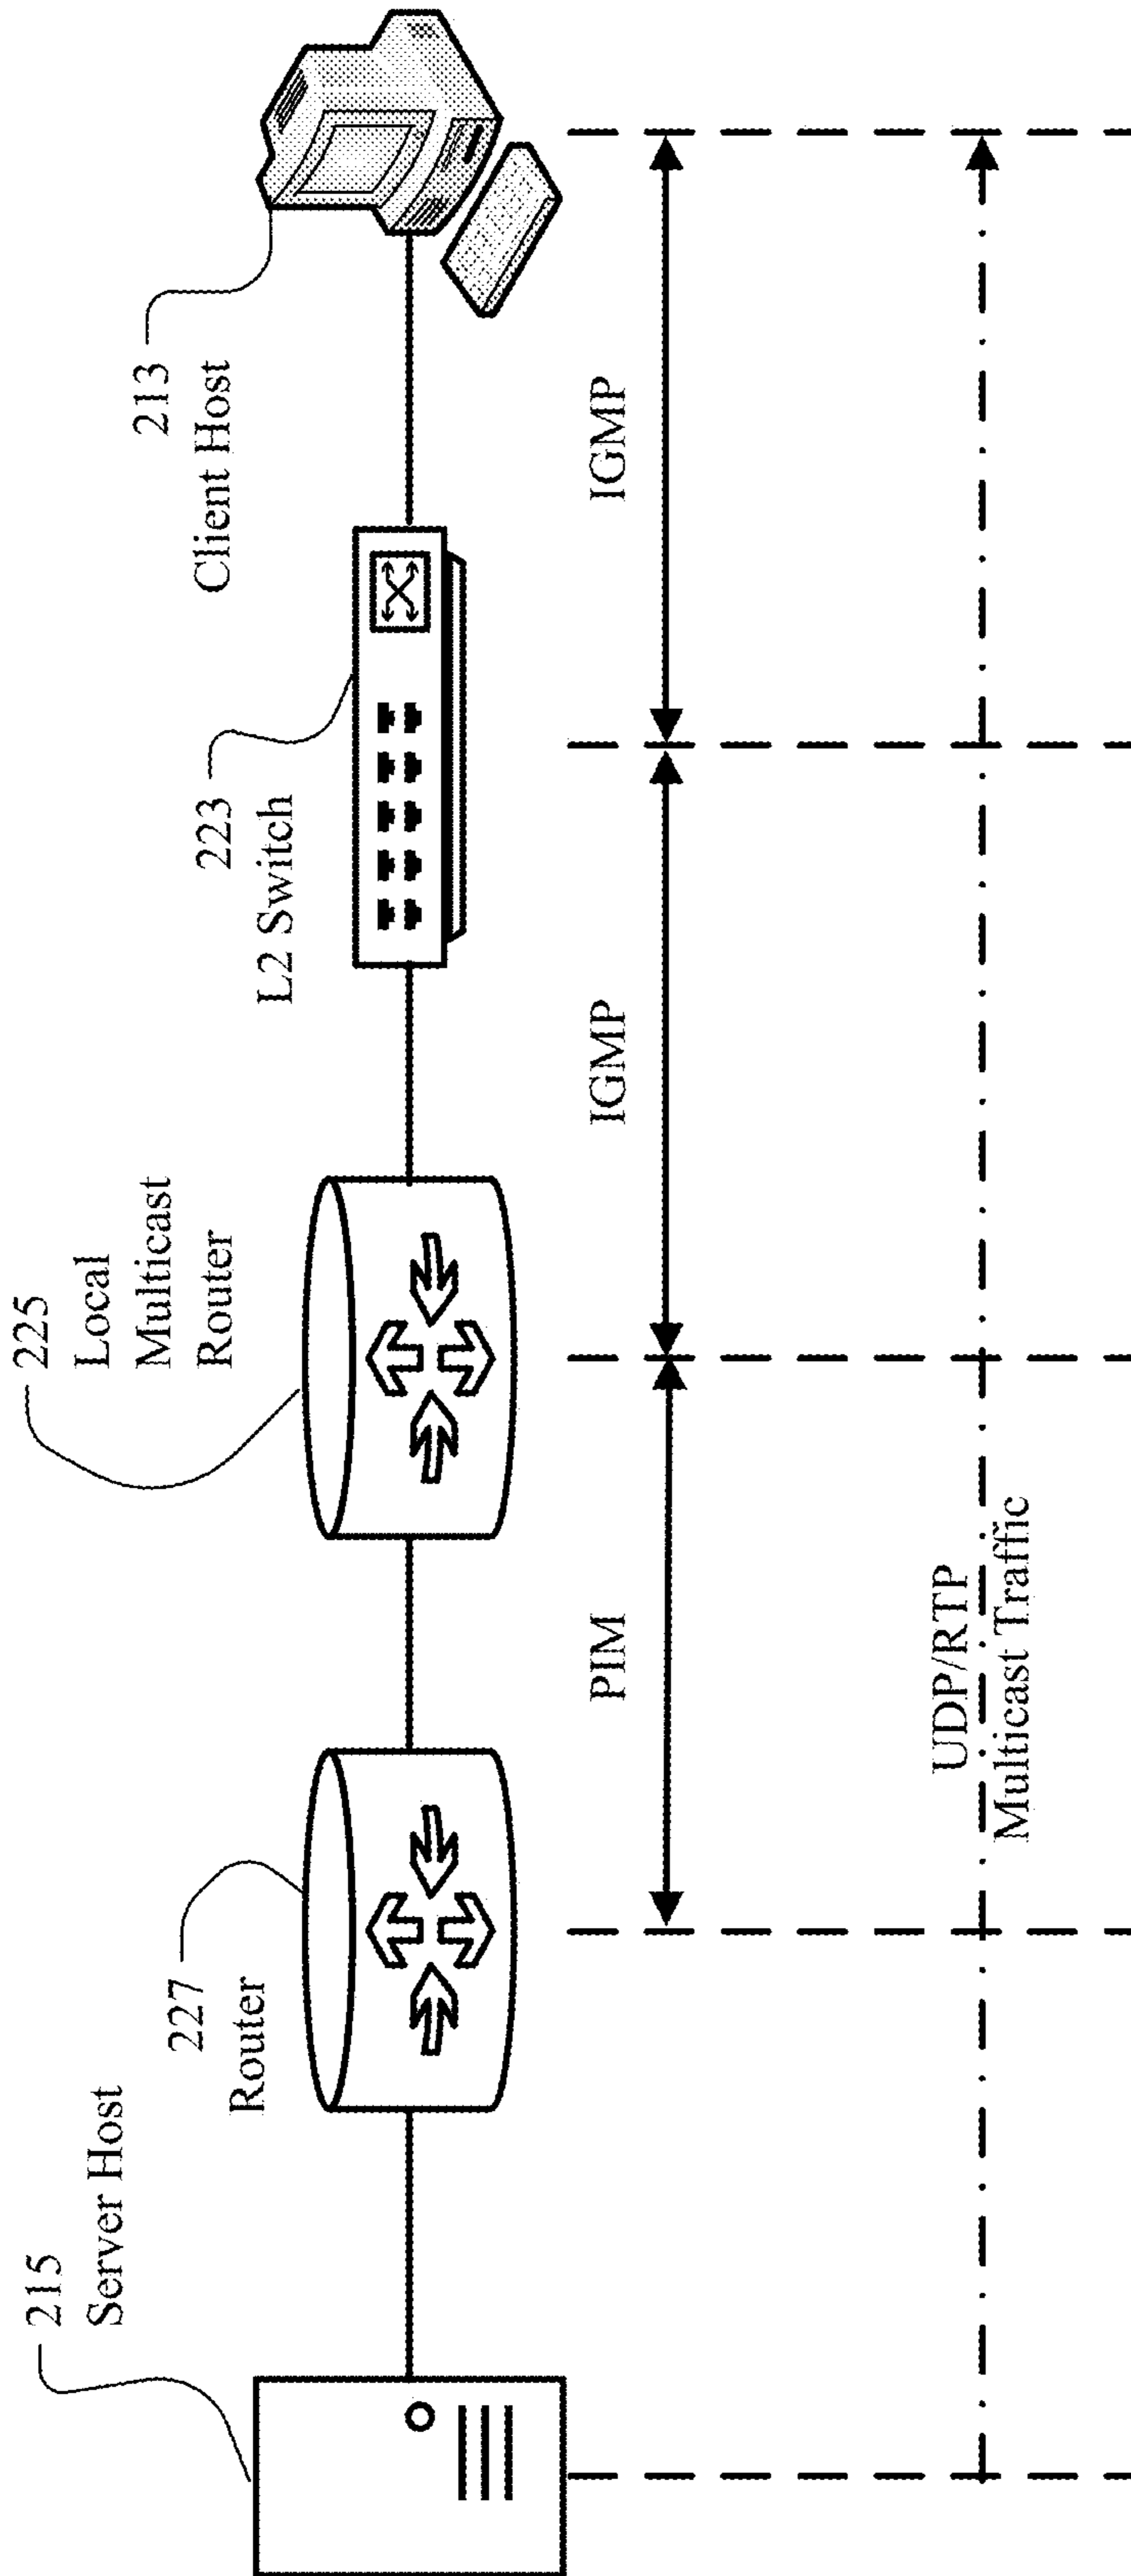 215
Server Host
227
Router
225
Local
Multicast
Router
223
L2 Switch
213
Client Host
PIM
IGMP
IGMP
UDP/RTP
Multicast Traffic